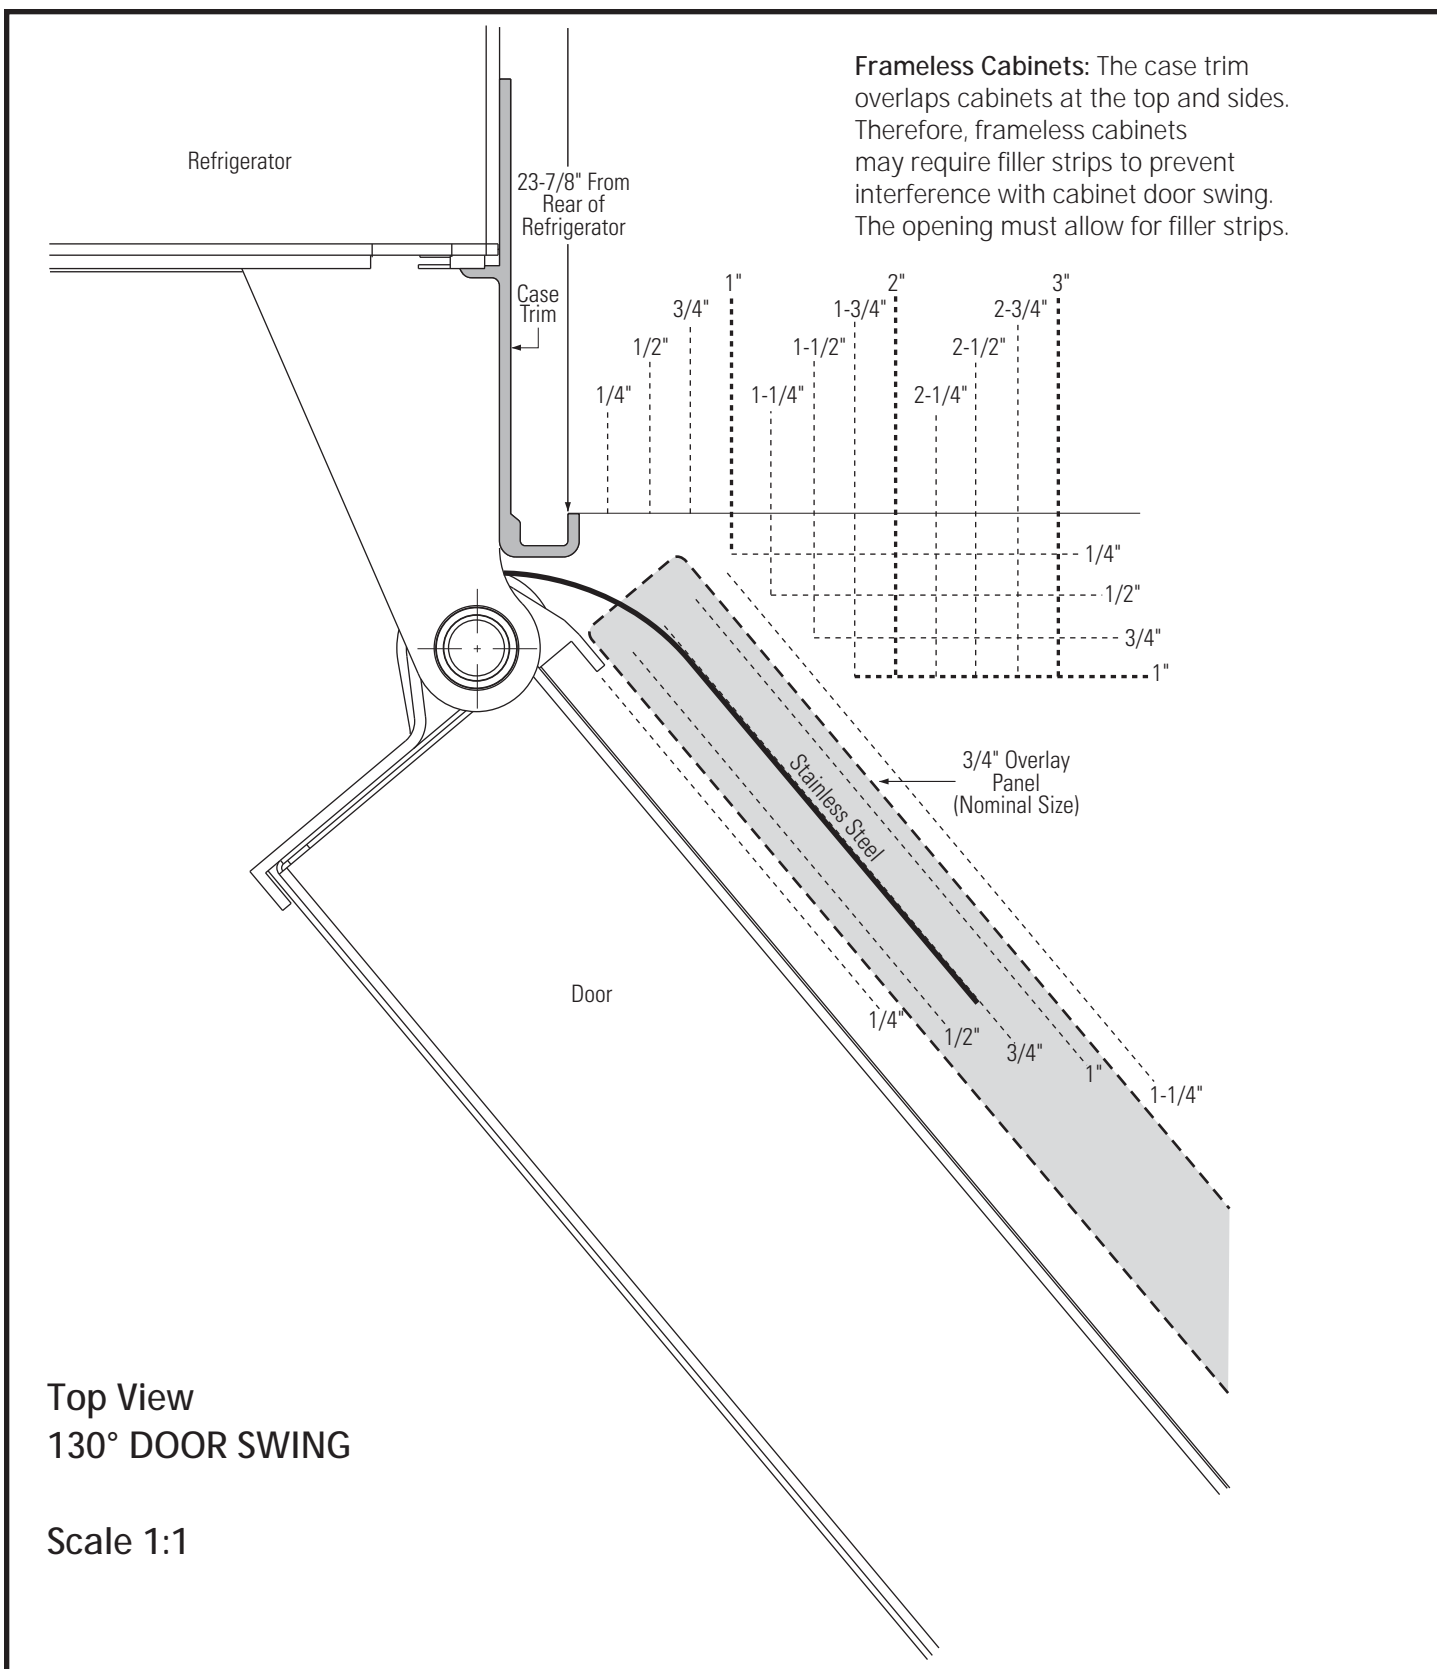 Frameless Cabinets: The case trim
overlaps cabinets at the top and sides.
Therefore, frameless cabinets
may require filler strips to prevent
interference with cabinet door swing.
The opening must allow for filler strips.
Refrigerator
23-7/8" From
Rear of
Refrigerator
Case
Trim
1"
2"
3"
3/4"
1-3/4"
2-3/4"
1/2"
1-1/2"
2-1/2"
1/4"
1-1/4"
2-1/4"
1/4"
1/2"
3/4"
1"
3/4" Overlay
Panel
(Nominal Size)
Stainless Steel
Door
1/4"
1/2"
3/4"
1"
1-1/4"
Top View
130° DOOR SWING
Scale 1:1